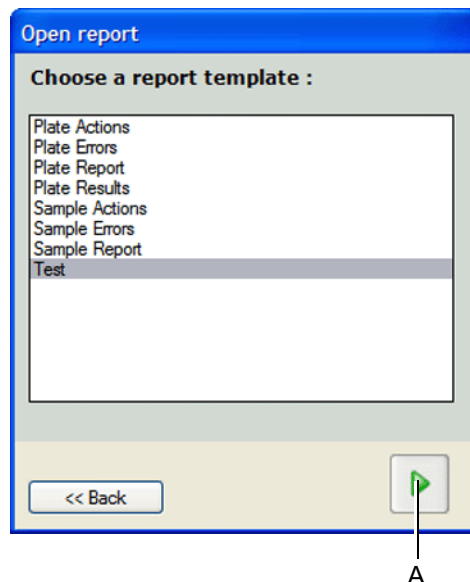 Open report
Choose a report template :
Plate Actions
Plate Errors
Plate Report
Plate Results
Sample Actions
Sample Errors
Sample Report
Test
<< Back
A